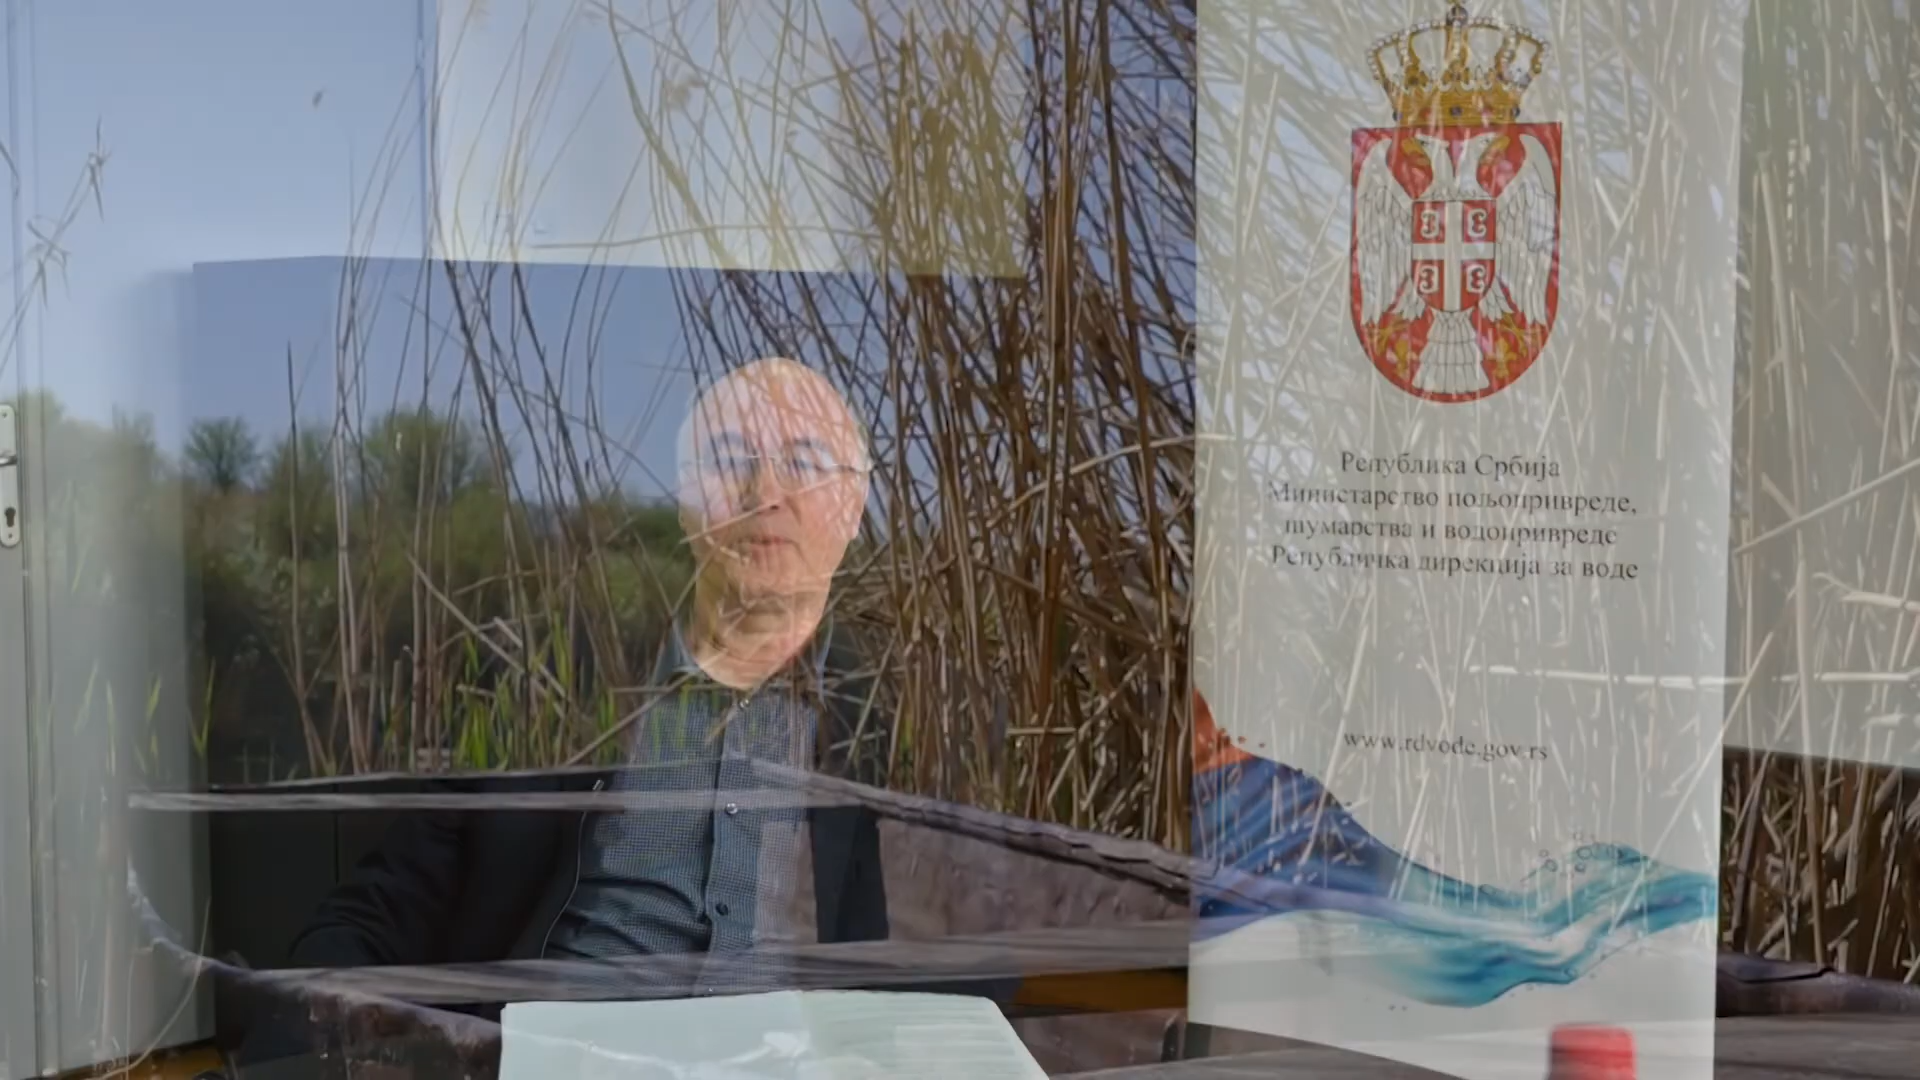 Република Србија
Министарство пољопривреде,
шумарства и водопривреде
Републичка дирекција за воде
www.rdvode.gov.rs